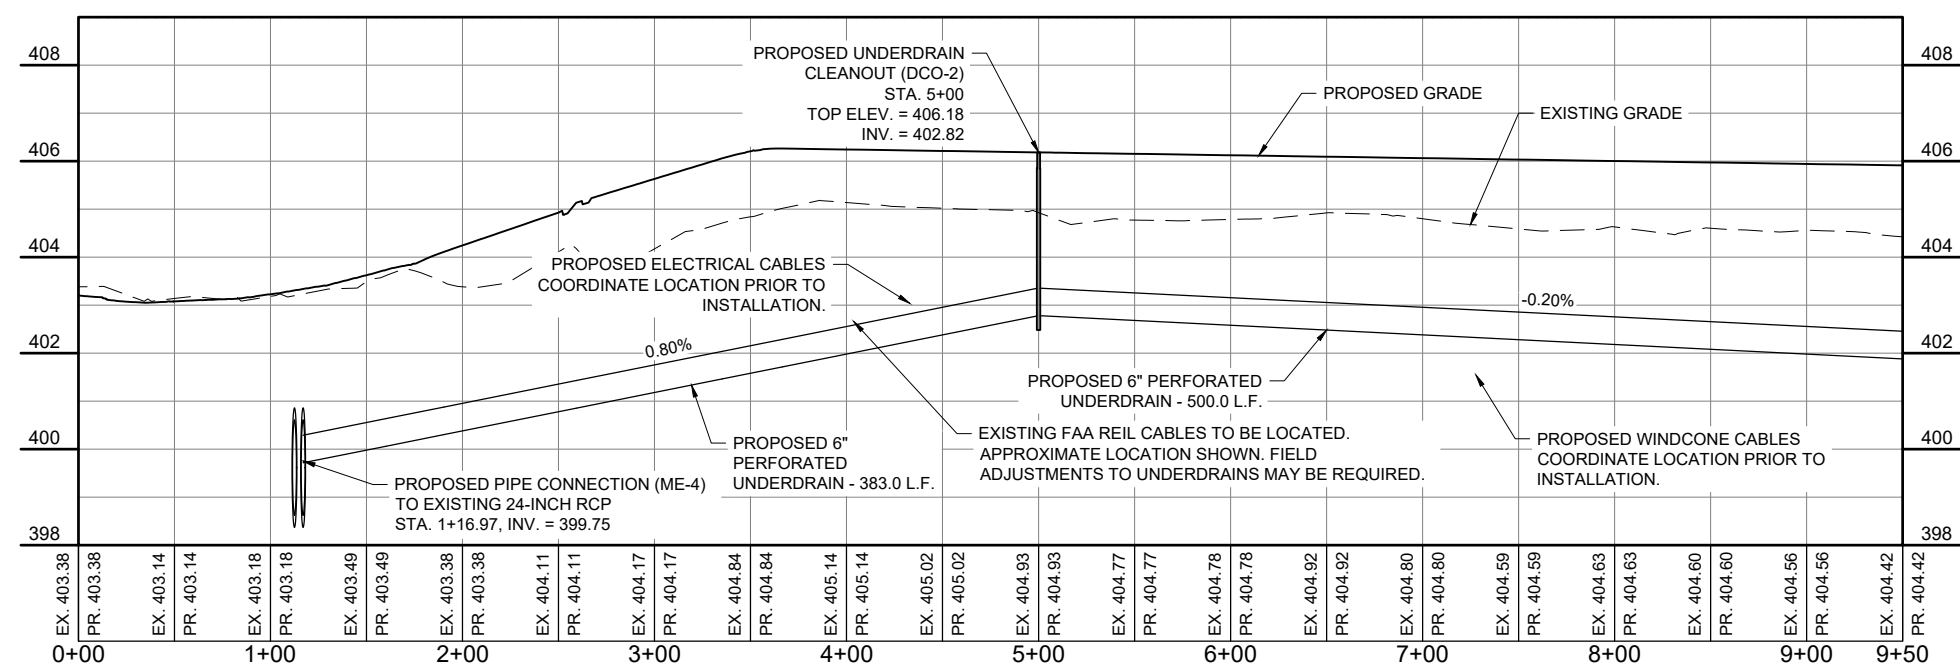 408
406
404
402
400
398
408
406
404
402
400
398
PROPOSED UNDERDRAIN
CLEANOUT (DCO-2)
STA. 5+00
TOP ELEV. = 406.18
INV. = 402.82
PROPOSED GRADE
EXISTING GRADE
PROPOSED ELECTRICAL CABLES
COORDINATE LOCATION PRIOR TO
INSTALLATION.
0.80%
-0.20%
PROPOSED 6" PERFORATED
UNDERDRAIN - 500.0 L.F.
PROPOSED 6"
PERFORATED
UNDERDRAIN - 383.0 L.F.
EXISTING FAA REIL CABLES TO BE LOCATED.
APPROXIMATE LOCATION SHOWN. FIELD
ADJUSTMENTS TO UNDERDRAINS MAY BE REQUIRED.
PROPOSED WINDCONE CABLES
COORDINATE LOCATION PRIOR TO
INSTALLATION.
PROPOSED PIPE CONNECTION (ME-4)
TO EXISTING 24-INCH RCP
STA. 1+16.97, INV. = 399.75
EX. 403.38
PR. 403.38
EX. 403.14
PR. 403.14
EX. 403.18
PR. 403.18
EX. 403.49
PR. 403.49
EX. 403.38
PR. 403.38
EX. 404.11
PR. 404.11
EX. 404.17
PR. 404.17
EX. 404.84
PR. 404.84
EX. 405.14
PR. 405.14
EX. 405.02
PR. 405.02
EX. 404.93
PR. 404.93
EX. 404.77
PR. 404.77
EX. 404.78
PR. 404.78
EX. 404.92
PR. 404.92
EX. 404.80
PR. 404.80
EX. 404.59
PR. 404.59
EX. 404.63
PR. 404.63
EX. 404.60
PR. 404.60
EX. 404.56
PR. 404.56
EX. 404.42
PR. 404.42
0+00
1+00
2+00
3+00
4+00
5+00
6+00
7+00
8+00
9+00
9+50